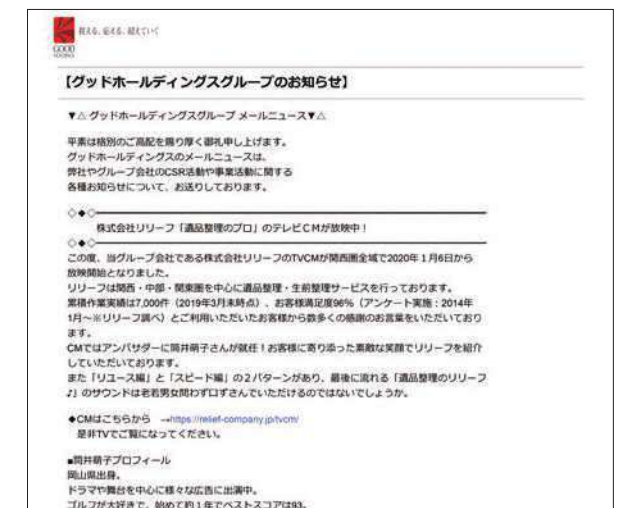 GOOD
教える、伝える、超えていく
【グッドホールディングスグループのお知らせ】
▼△ グッドホールディングスグループ メールニュース▼△
平素は格別のご高配を賜り厚く御礼申し上げます。
グッドホールディングスのメールニュースは、
弊社やグループ会社のCSR活動や事業活動に関する
各種お知らせについて、お送りしております。
◇◆◇━━━━━━━━━━━━━━━━━━━━━━━━━━
株式会社リリーフ「遺品整理のプロ」のテレビＣＭが放映中！
◇◆◇━━━━━━━━━━━━━━━━━━━━━━━━━━
この度、当グループ会社である株式会社リリーフのTVCMが関西圏全域で2020年１月6日から
放映開始となりました。
リリーフは関西・中部・関東圏を中心に遺品整理・生前整理サービスを行っております。
累積作業実績は7,000件（2019年3月末時点）、お客様満足度96%（アンケート実施：2014年
1月～※リリーフ調べ）とご利用いただいたお客様から数多くの感謝のお言葉をいただいており
ます。
CMではアンバサダーに筒井萌子さんが就任！お客様に寄り添った素敵な笑顔でリリーフを紹介
していただいております。
また「リユース編」と「スピード編」の２パターンがあり、最後に流れる「遺品整理のリリーフ
♪」のサウンドは老若男女問わず口ずさんでいただけるのではないでしょうか。
◆CMはこちらから →https://relief-company.jp/tvcm/
是非TVでご覧になってください。
■筒井萌子プロフィール
岡山県出身。
ドラマや舞台を中心に様々な広告に出演中。
ゴルフが大好きで、始めて約１年でベストスコアは93。